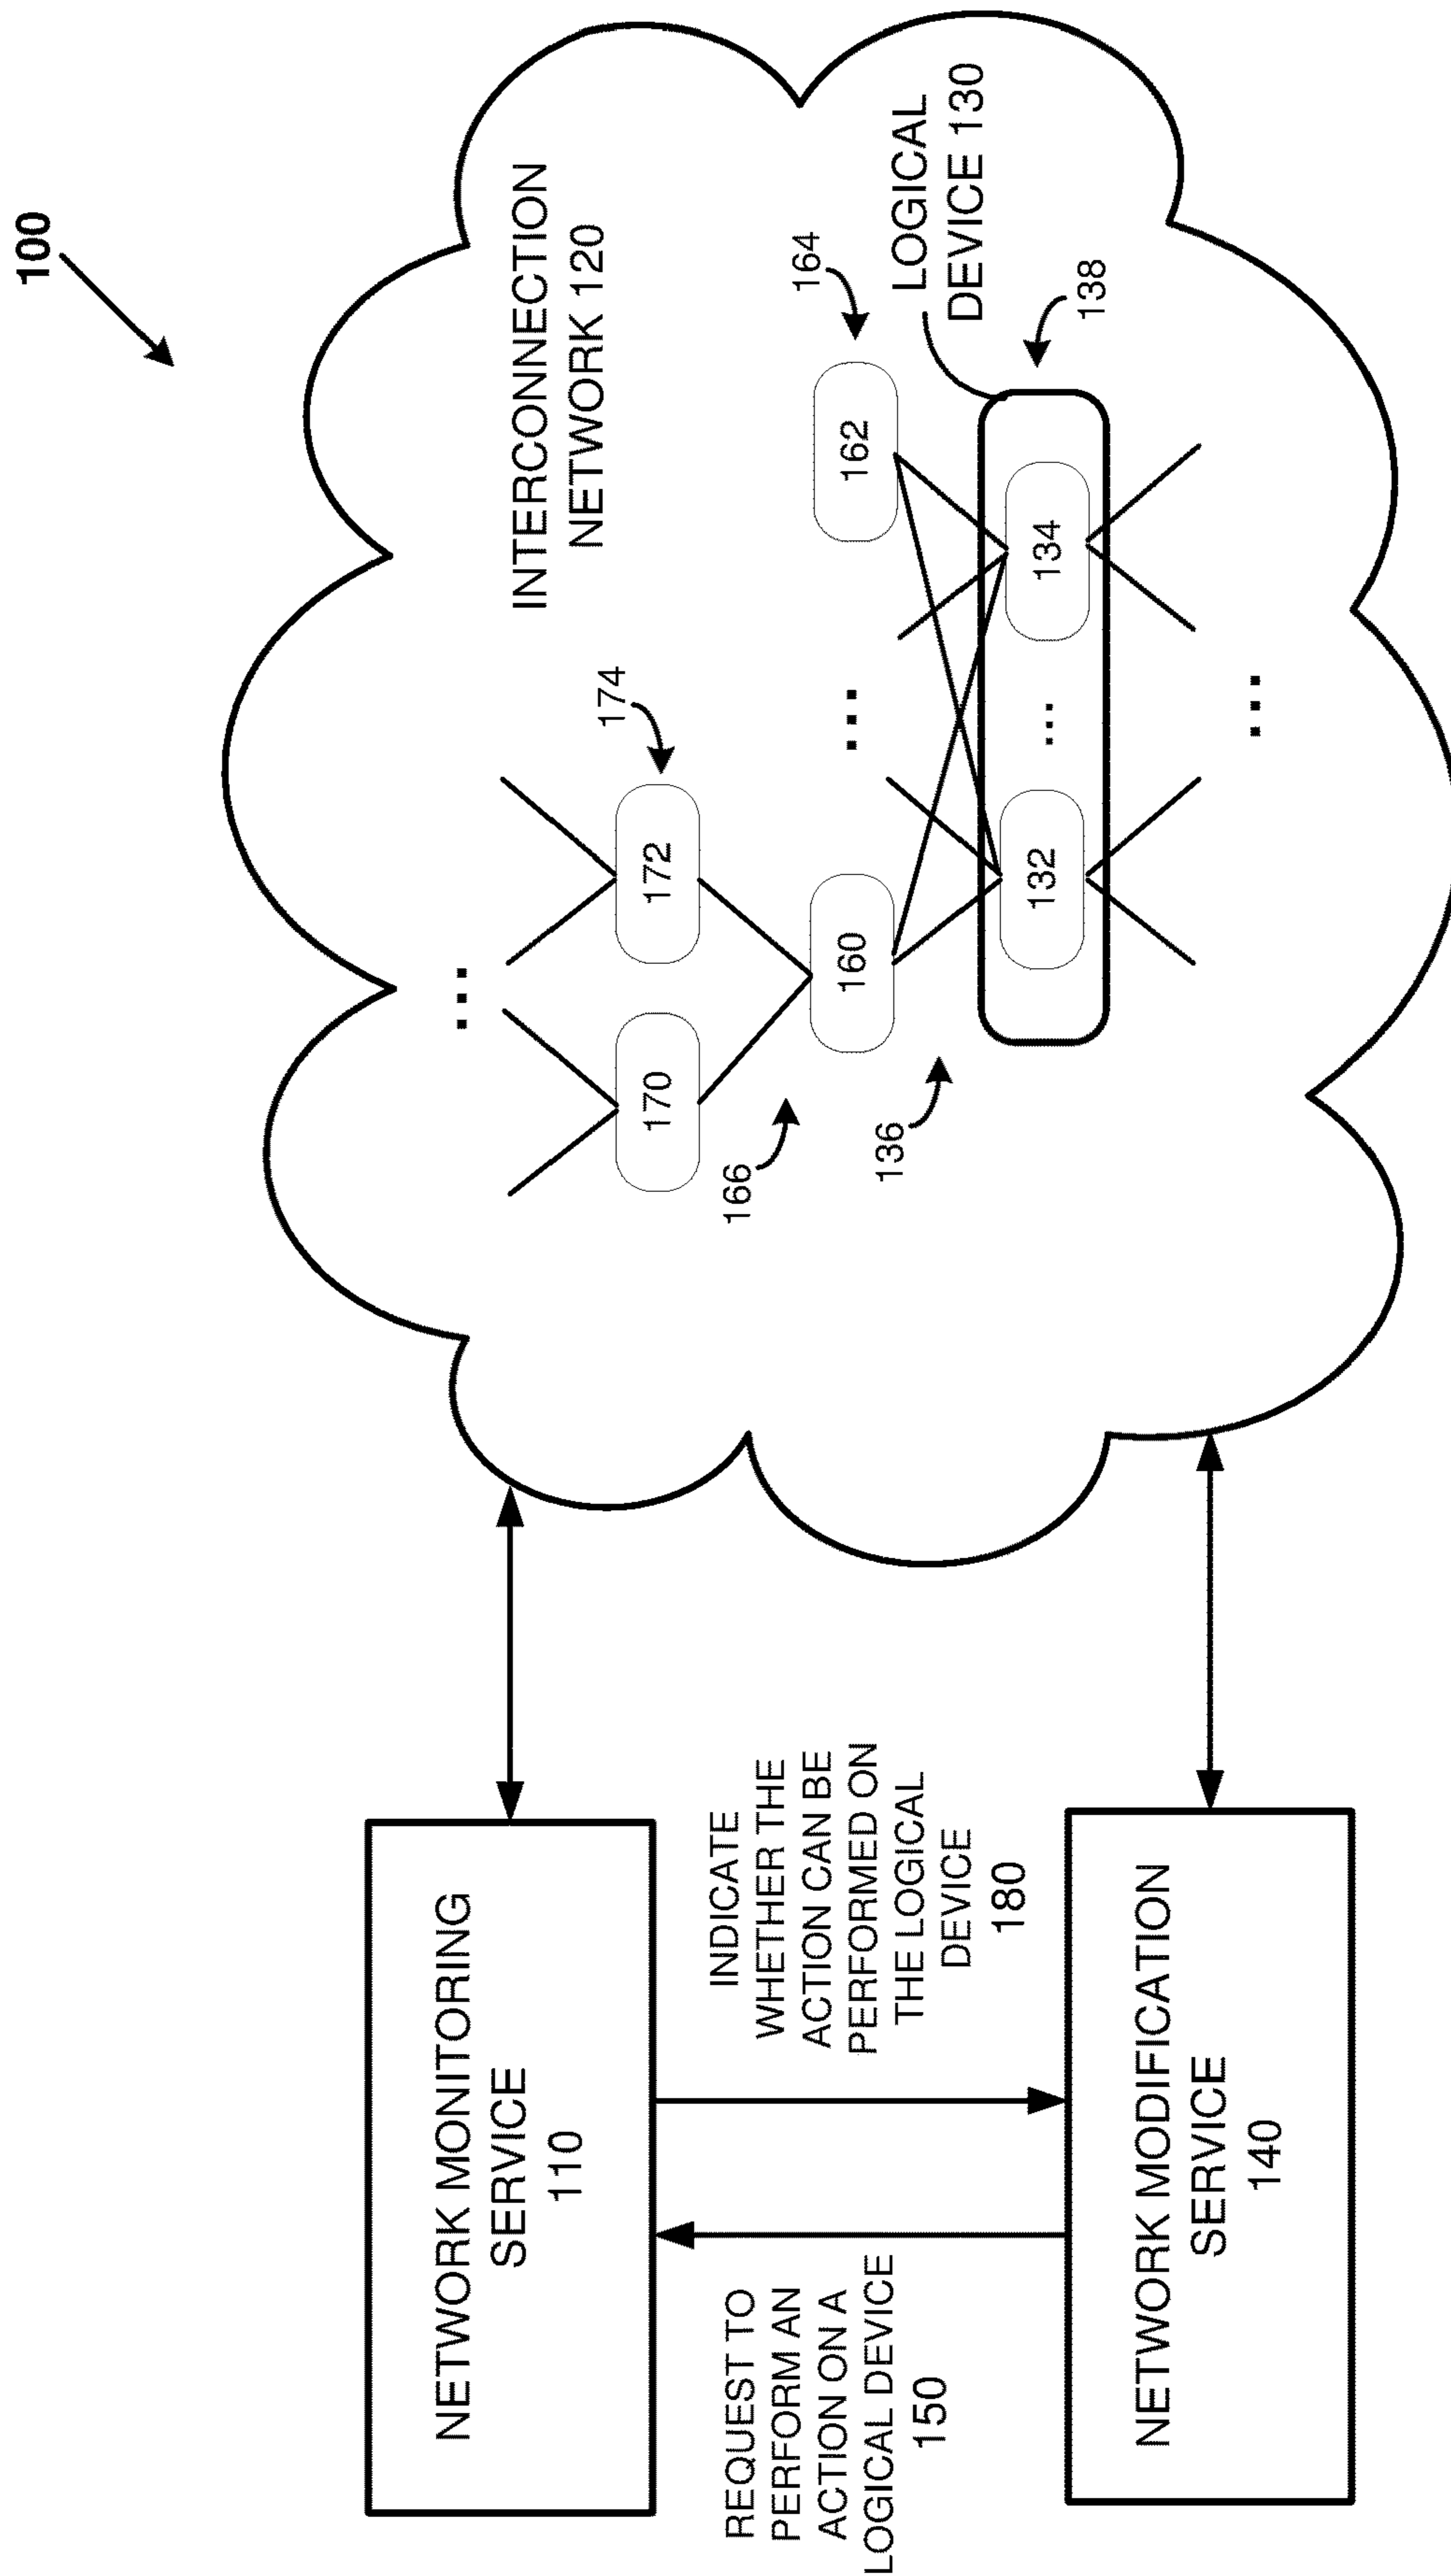 100
NETWORK MONITORING
SERVICE
110
REQUEST TO
PERFORM AN
ACTION ON A
LOGICAL DEVICE
150
INDICATE
WHETHER THE
ACTION CAN BE
PERFORMED ON
THE LOGICAL
DEVICE
180
NETWORK MODIFICATION
SERVICE
140
INTERCONNECTION
NETWORK 120
...
170
172
174
166
160
...
162
164
136
LOGICAL
DEVICE 130
132
...
134
138
...